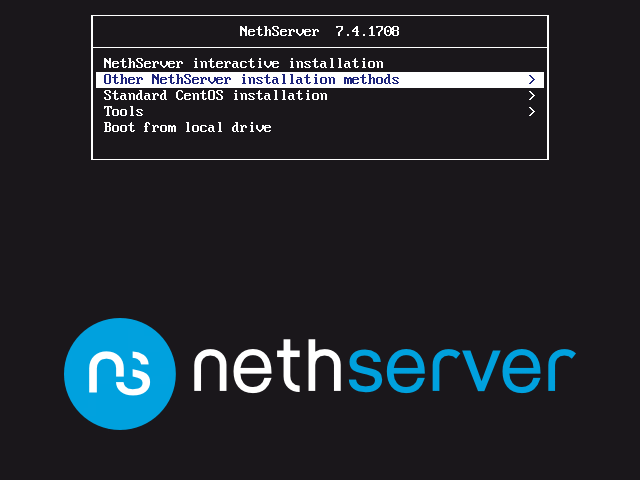 NethServer 7.4.1708
NethServer interactive installation
Other NethServer installation methods >
Standard CentOS installation >
Tools >
Boot from local drive
ns nethserver